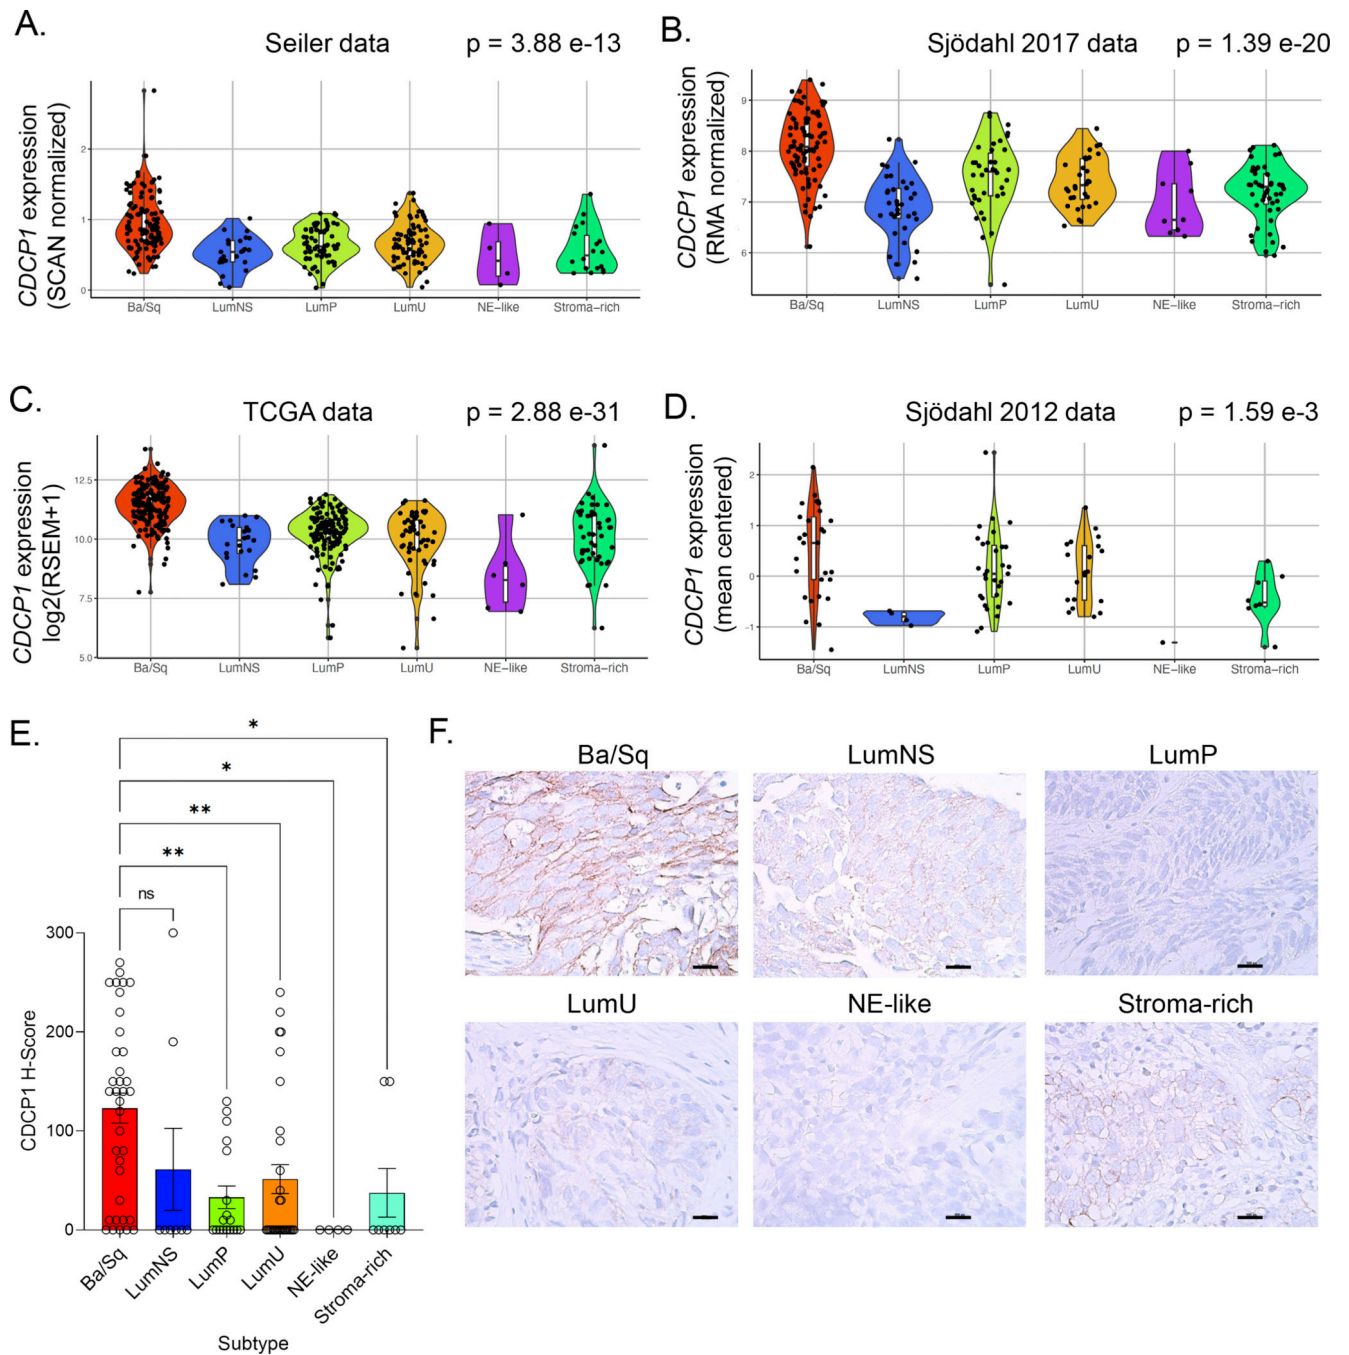 A.
Seiler data
p = 3.88 e-13
CDCP1 expression
(SCAN normalized)
2
1
0
Ba/Sq LumNS LumP LumU NE-like Stroma-rich
B.
Sjödahl 2017 data
p = 1.39 e-20
CDCP1 expression
(RMA normalized)
9
8
7
6
Ba/Sq LumNS LumP LumU NE-like Stroma-rich
C.
TCGA data
p = 2.88 e-31
CDCP1 expression
log2(RSEM+1)
12.5
10.0
7.5
5.0
Ba/Sq LumNS LumP LumU NE-like Stroma-rich
D.
Sjödahl 2012 data
p = 1.59 e-3
CDCP1 expression
(mean centered)
2
1
0
-1
Ba/Sq LumNS LumP LumU NE-like Stroma-rich
E.
*
*
**
**
ns
CDCP1 H-Score
300
200
100
0
Ba/Sq LumNS LumP LumU NE-like Stroma-rich
Subtype
F.
Ba/Sq LumNS LumP
LumU NE-like Stroma-rich